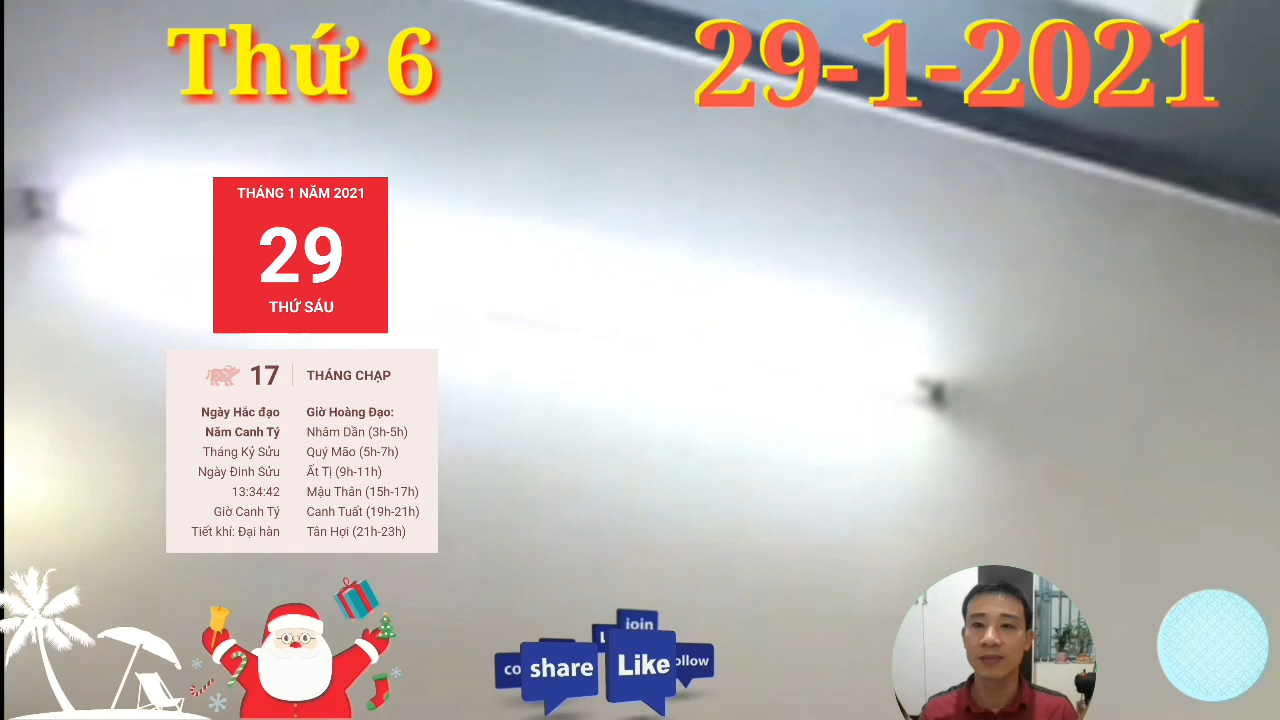 Thứ 6
29-1-2021
THÁNG 1 NĂM 2021
29
THỨ SÁU
17
THÁNG CHẠP
Ngày Hắc đạo
Năm Canh Tý
Tháng Kỷ Sửu
Ngày Đinh Sửu
13:34:42
Giờ Canh Tý
Tiết khí: Đại hàn
Giờ Hoàng Đạo:
Nhâm Dần (3h-5h)
Quý Mão (5h-7h)
Ất Tị (9h-11h)
Mậu Thân (15h-17h)
Canh Tuất (19h-21h)
Tân Hợi (21h-23h)
join
co
share
L
Like
ollow